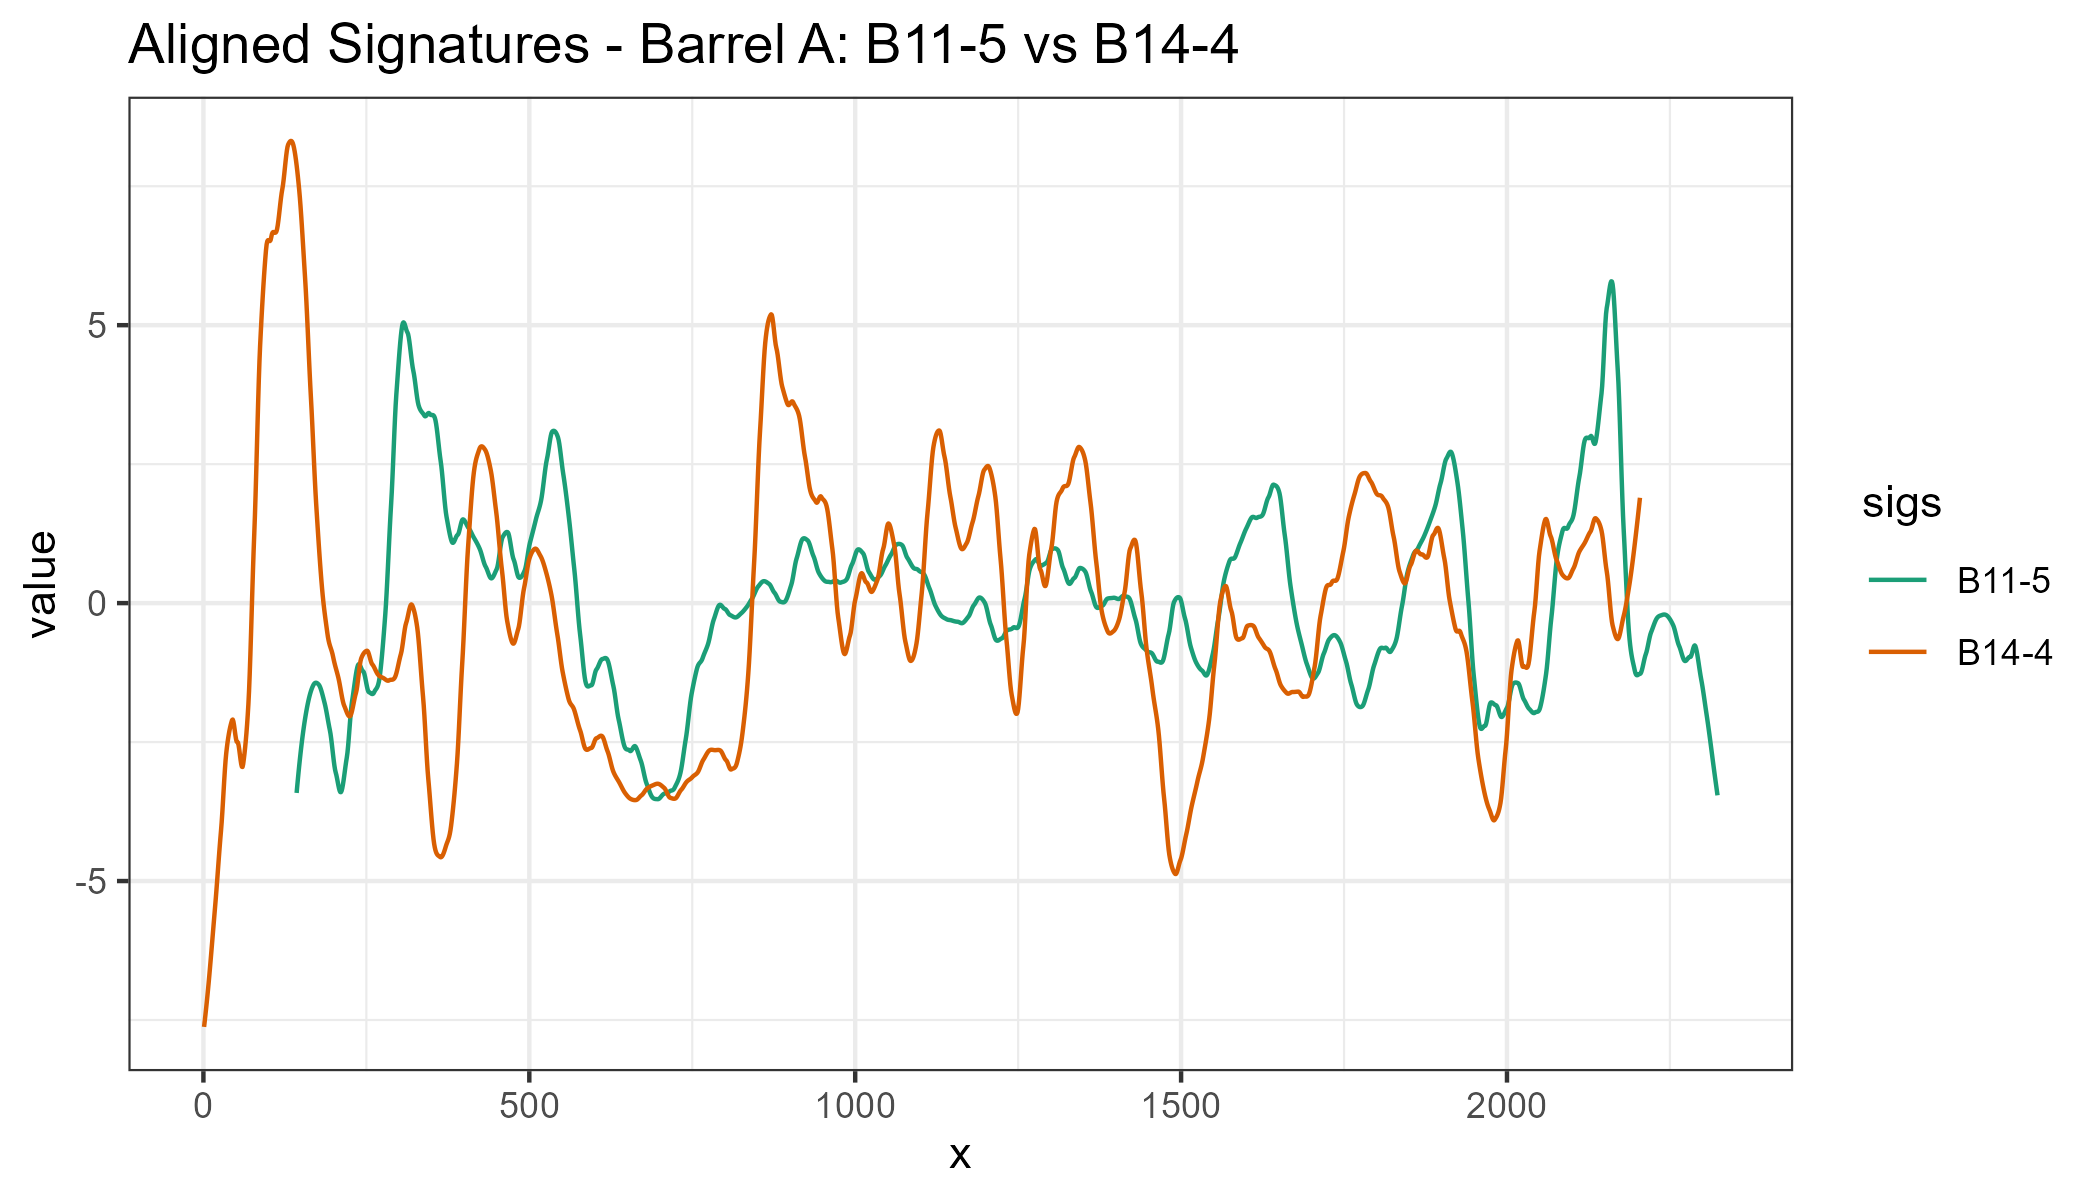 Aligned Signatures - Barrel A: B11-5 vs B14-4
value
5
0
-5
0
500
1000
1500
2000
x
sigs
B11-5
B14-4